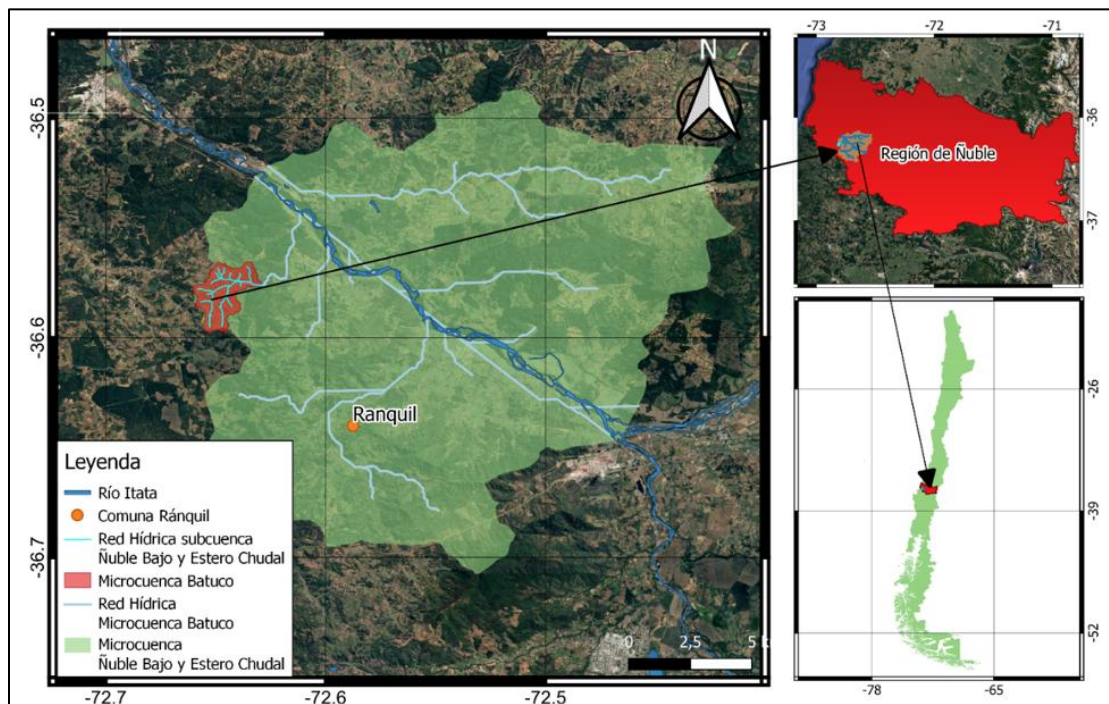 N
-36.5
-36.6
-36.7
-72.7
-72.6
-72.5
Ranquil
Leyenda
Río Itata
Comuna Ránquil
Red Hídrica subcuenca
Ñuble Bajo y Estero Chudal
Microcuenca Batuco
Red Hídrica
Microcuenca Batuco
Microcuenca
Ñuble Bajo y Estero Chudal
0 2,5 5 k
-73
-72
-71
-36
-37
Región de Ñuble
-26
-39
-52
-78
-65